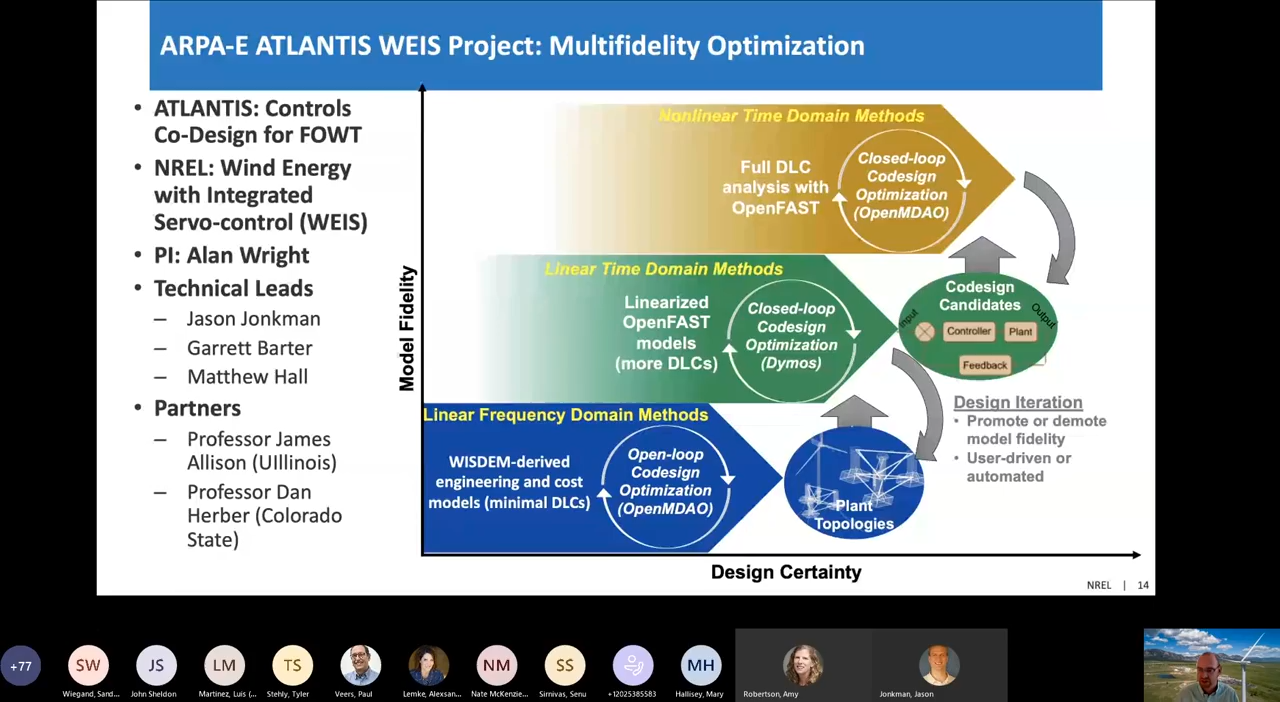 ARPA-E ATLANTIS WEIS Project: Multifidelity Optimization
• ATLANTIS: Controls
Co-Design for FOWT
• NREL: Wind Energy
with Integrated
Servo-control (WEIS)
• PI: Alan Wright
• Technical Leads
– Jason Jonkman
– Garrett Barter
– Matthew Hall
• Partners
– Professor James
Allison (UIllinois)
– Professor Dan
Herber (Colorado
State)
Model Fidelity
Nonlinear Time Domain Methods
Full DLC
analysis with
OpenFAST
Closed-loop
Codesign
Optimization
(OpenMDAO)
Linear Time Domain Methods
Linearized
OpenFAST
models
(more DLCs)
Closed-loop
Codesign
Optimization
(Dymos)
Codesign
Candidates
Input
Controller
Plant
Output
Feedback
Linear Frequency Domain Methods
WISDEM-derived
engineering and cost
models (minimal DLCs)
Open-loop
Codesign
Optimization
(OpenMDAO)
Plant
Topologies
Design Iteration
• Promote or demote
model fidelity
• User-driven or
automated
Design Certainty
NREL | 14
+77
SW
Wiegand, Sand...
JS
John Sheldon
LM
Martinez, Luis (...
TS
Stehly, Tyler
Veers, Paul
Lemke, Alexsan...
NM
Nate McKenzie...
SS
Sirnivas, Senu
+12025385583
MH
Hallisey, Mary
Robertson, Amy
Jonkman, Jason